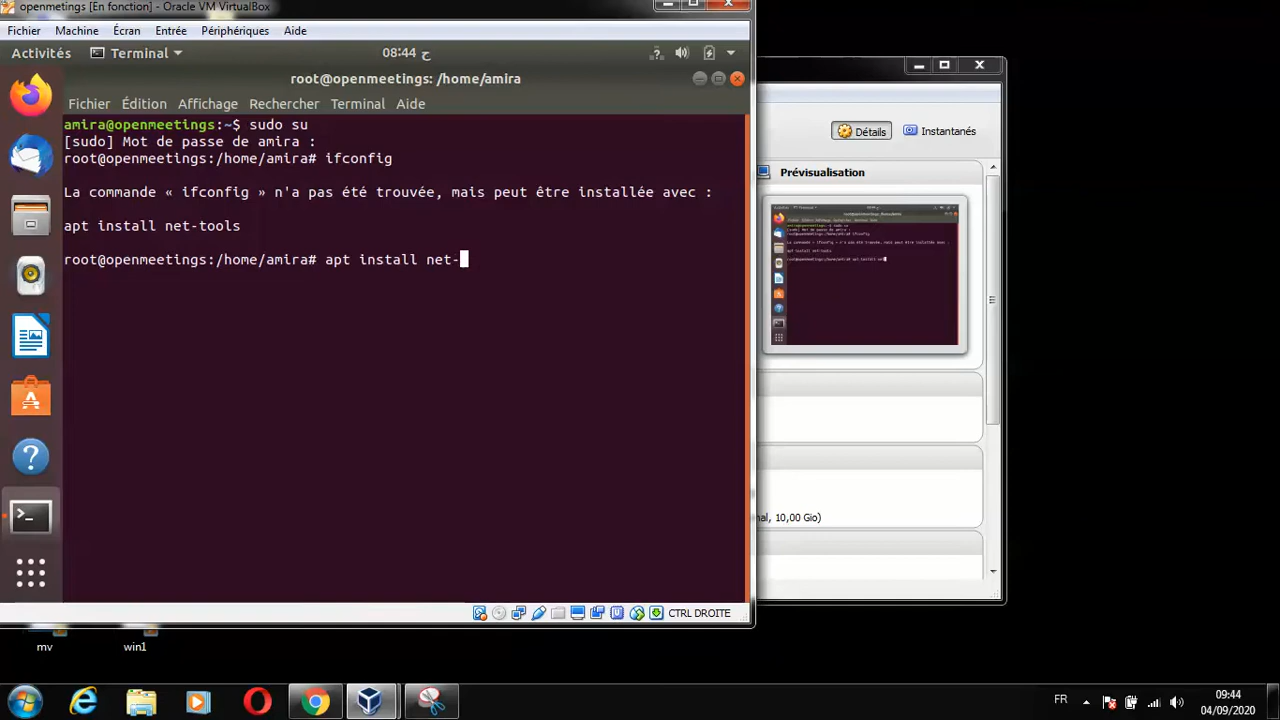 openmetings [En fonction] - Oracle VM VirtualBox
Fichier Machine Écran Entrée Périphériques Aide
Activités Terminal 08:44 ح
root@openmeetings: /home/amira
Fichier Édition Affichage Rechercher Terminal Aide
amira@openmeetings:~$ sudo su
[sudo] Mot de passe de amira :
root@openmeetings:/home/amira# ifconfig
La commande « ifconfig » n'a pas été trouvée, mais peut être installée avec :
apt install net-tools
root@openmeetings:/home/amira# apt install net-
CTRL DROITE
Détails Instantanés
Prévisualisation
nal, 10,00 Gio)
mv win1
FR
09:44
04/09/2020